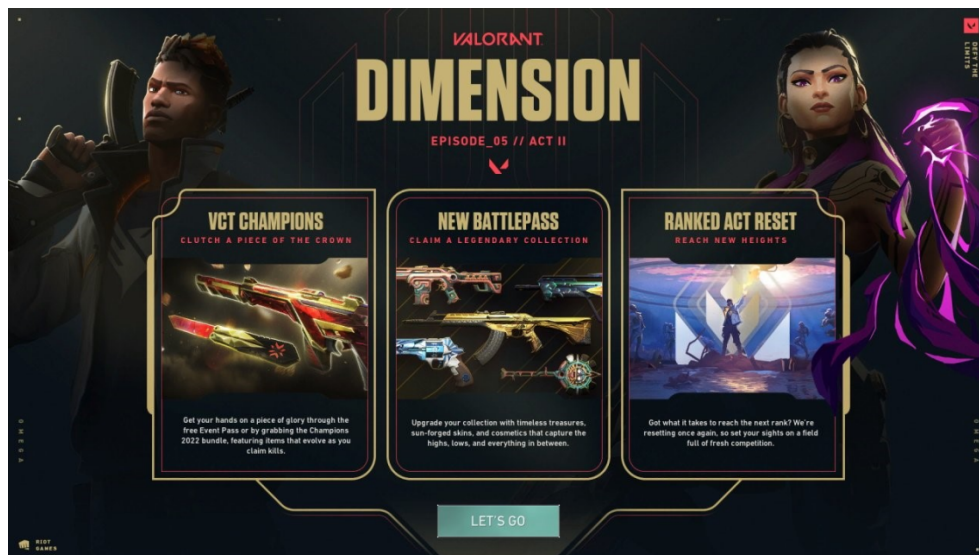 VALORANT
DIMENSION
EPISODE_05 // ACT II
DEFY THE
LIMITS
VCT CHAMPIONS
CLUTCH A PIECE OF THE CROWN
Get your hands on a piece of glory through the
free Event Pass or by grabbing the Champions
2022 bundle, featuring items that evolve as you
claim kills.
NEW BATTLEPASS
CLAIM A LEGENDARY COLLECTION
Upgrade your collection with timeless treasures,
sun-forged skins, and cosmetics that capture the
highs, lows, and everything in between.
RANKED ACT RESET
REACH NEW HEIGHTS
Got what it takes to reach the next rank? We're
resetting once again, so set your sights on a field
full of fresh competition.
OMEGA
OMEGA
LET'S GO
RIOT
GAMES